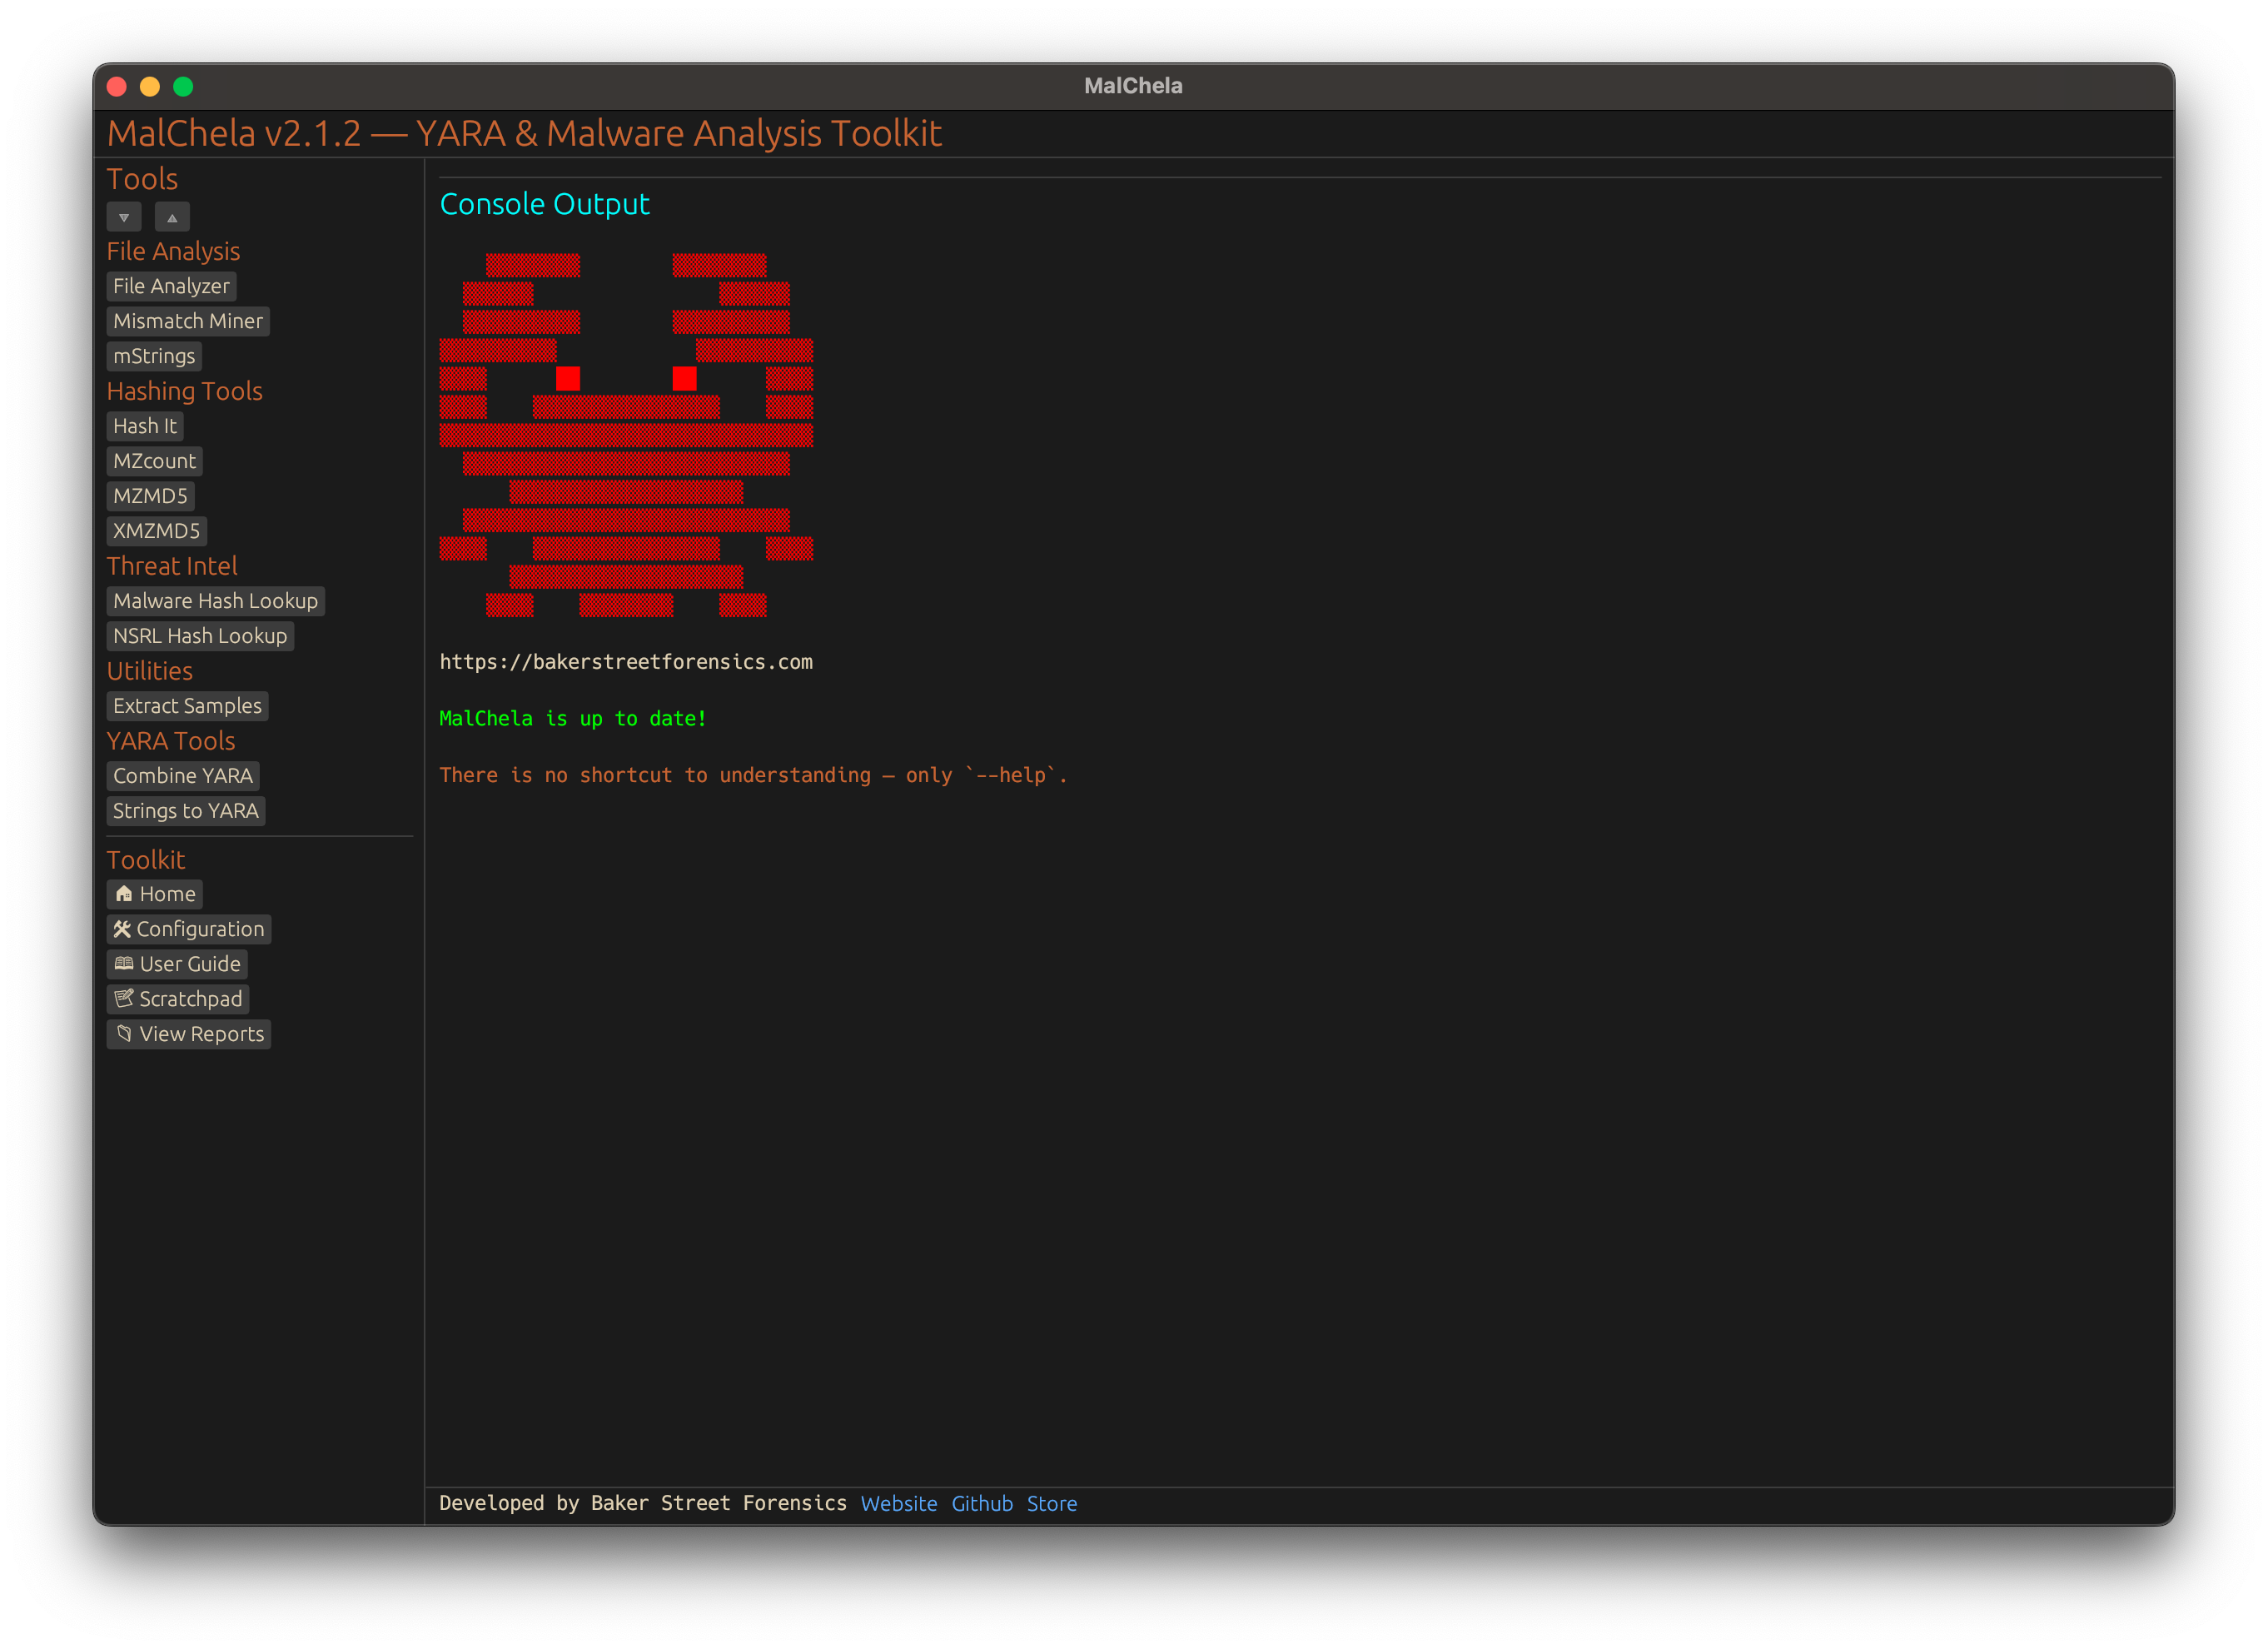 MalChela
MalChela v2.1.2 — YARA & Malware Analysis Toolkit
Tools
File Analysis
File Analyzer
Mismatch Miner
mStrings
Hashing Tools
Hash It
MZcount
MZMD5
XMZMD5
Threat Intel
Malware Hash Lookup
NSRL Hash Lookup
Utilities
Extract Samples
YARA Tools
Combine YARA
Strings to YARA
Toolkit
Home
Configuration
User Guide
Scratchpad
View Reports
Console Output
https://bakerstreetforensics.com
MalChela is up to date!
There is no shortcut to understanding — only `--help`.
Developed by Baker Street Forensics Website Github Store